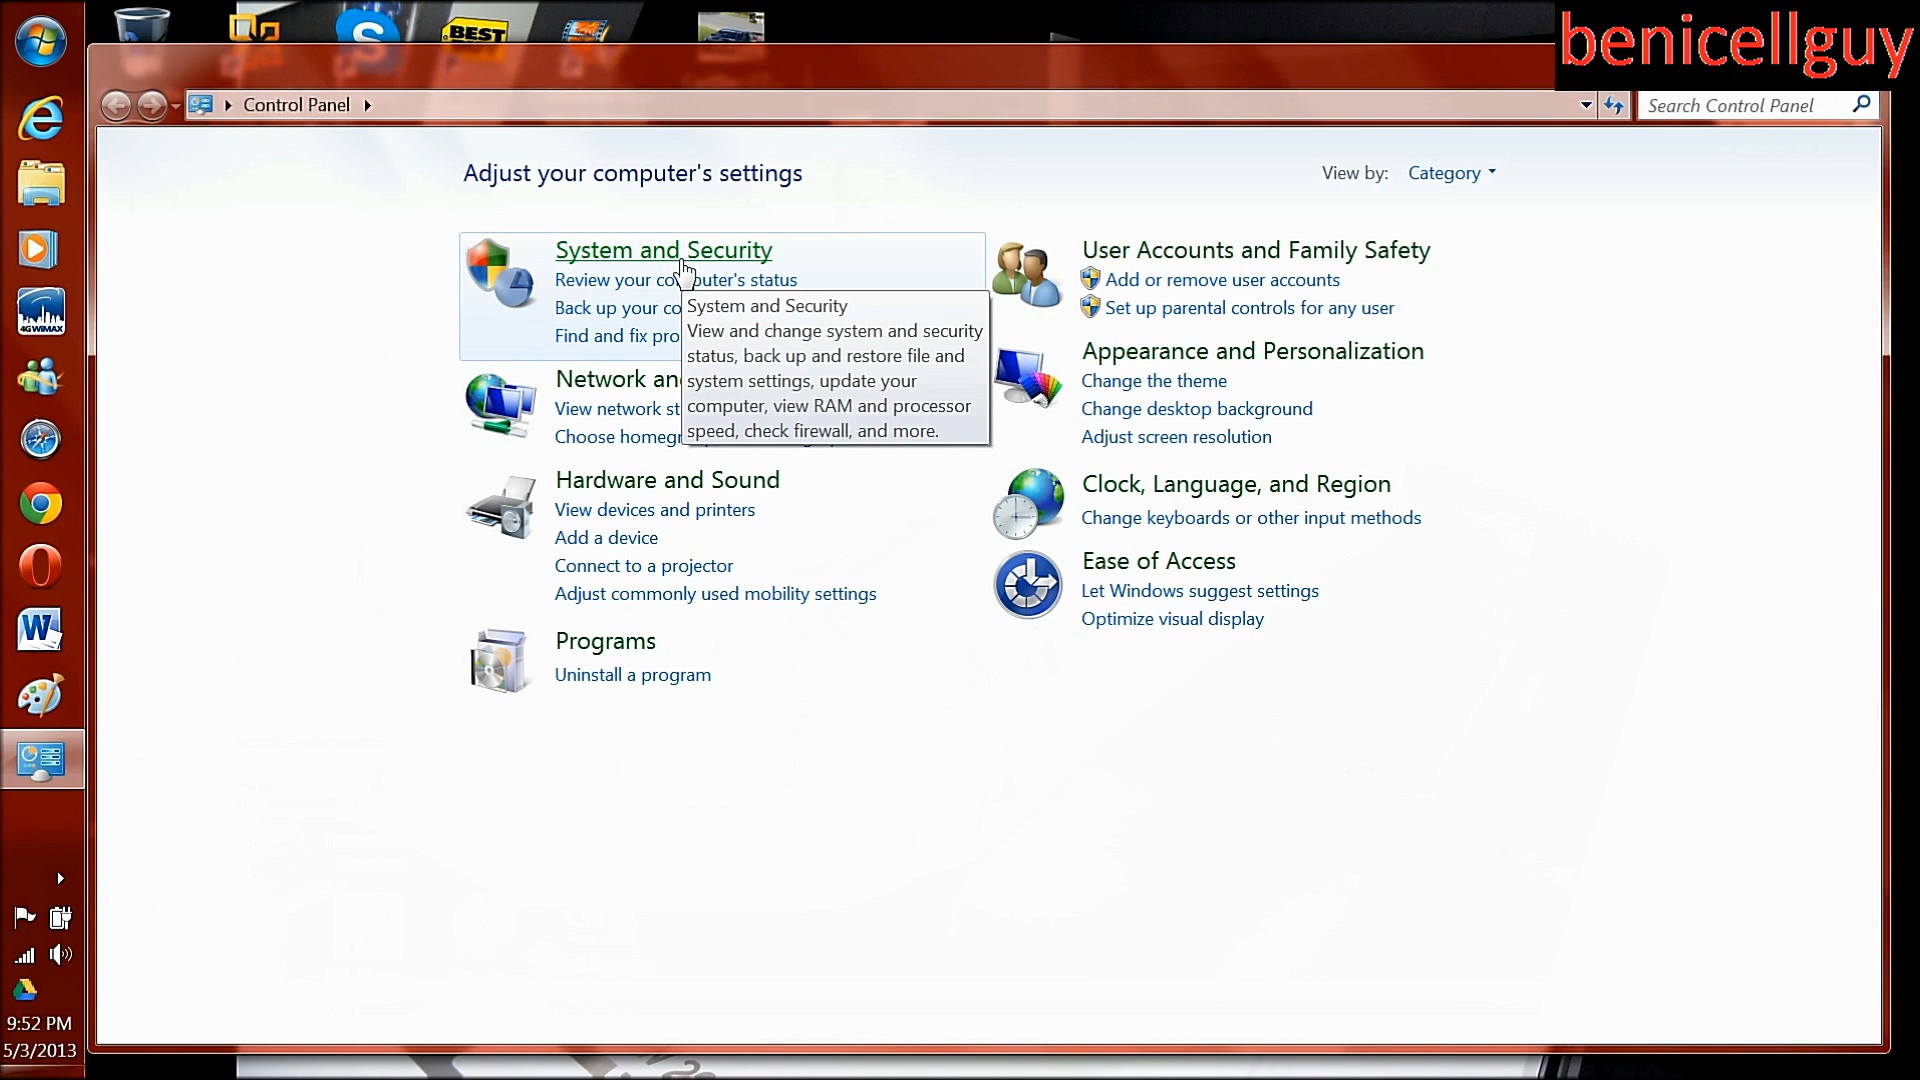 BEST
benicellguy
Control Panel
Search Control Panel
Adjust your computer's settings
View by: Category
System and Security
Review your computer's status
Back up your co
Find and fix pro
System and Security
View and change system and security
status, back up and restore file and
system settings, update your
computer, view RAM and processor
speed, check firewall, and more.
Network an
View network st
Choose homegr
Hardware and Sound
View devices and printers
Add a device
Connect to a projector
Adjust commonly used mobility settings
Programs
Uninstall a program
User Accounts and Family Safety
Add or remove user accounts
Set up parental controls for any user
Appearance and Personalization
Change the theme
Change desktop background
Adjust screen resolution
Clock, Language, and Region
Change keyboards or other input methods
Ease of Access
Let Windows suggest settings
Optimize visual display
4G WiMAX
W
9:52 PM
5/3/2013